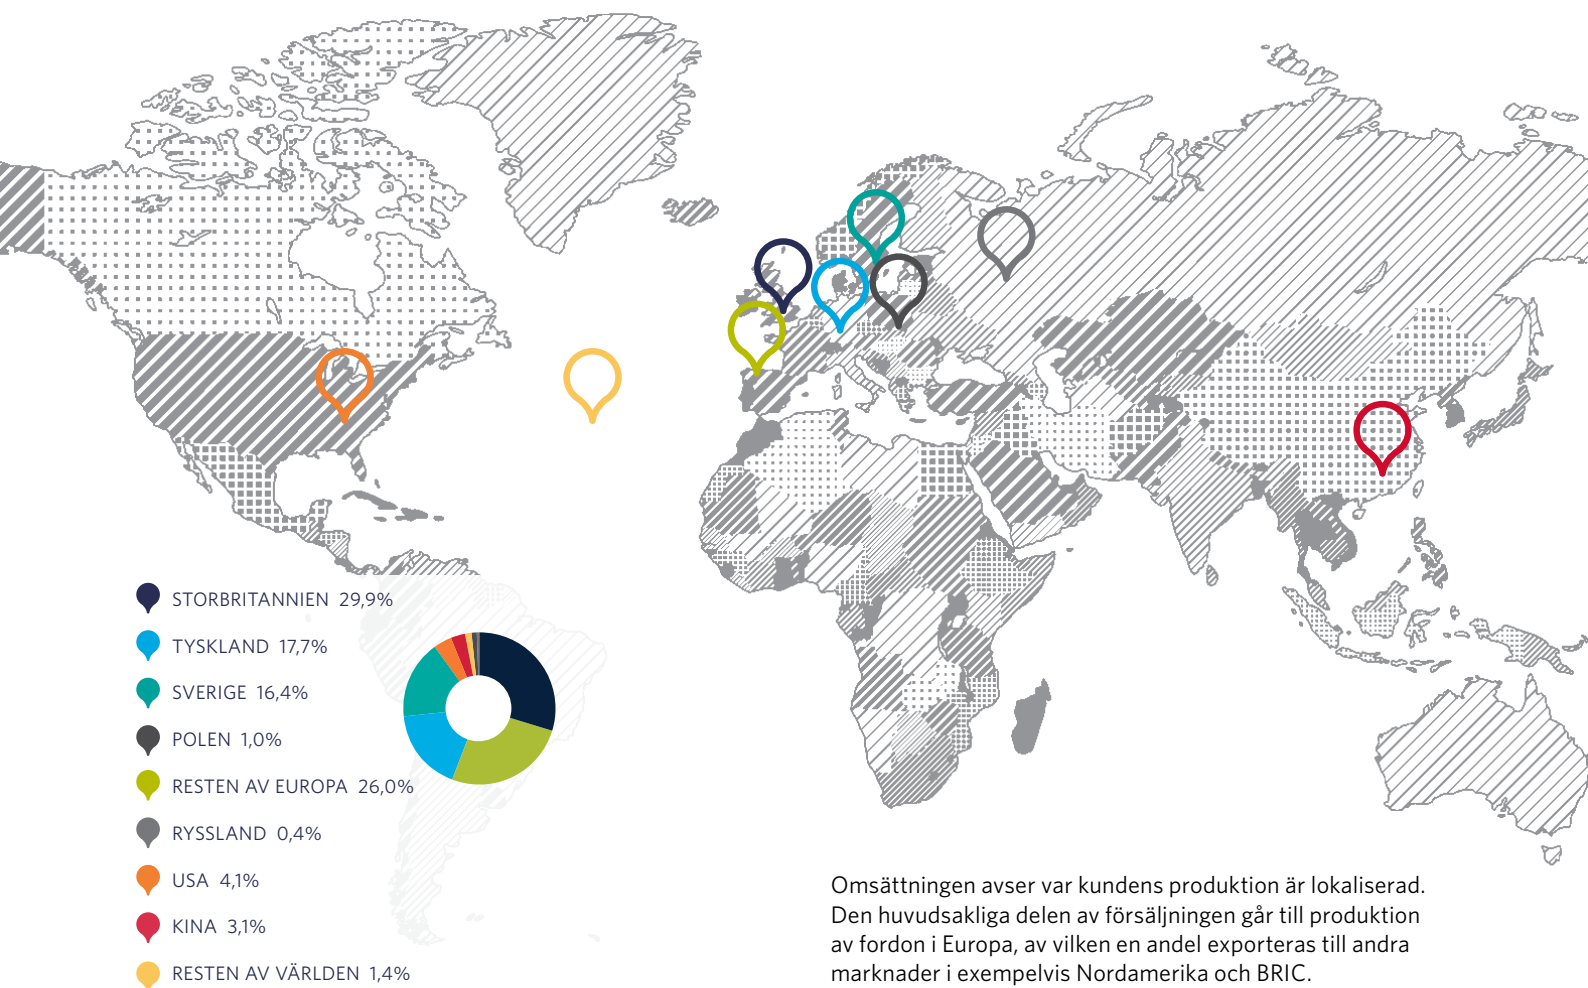 STORBRITANNIEN 29,9%
TYSKLAND 17,7%
SVERIGE 16,4%
POLEN 1,0%
RESTEN AV EUROPA 26,0%
RYSSLAND 0,4%
USA 4,1%
KINA 3,1%
RESTEN AV VÄRLDEN 1,4%
Omsättningen avser var kundens produktion är lokaliserad.
Den huvudsakliga delen av försäljningen går till produktion
av fordon i Europa, av vilken en andel exporteras till andra
marknader i exempelvis Nordamerika och BRIC.